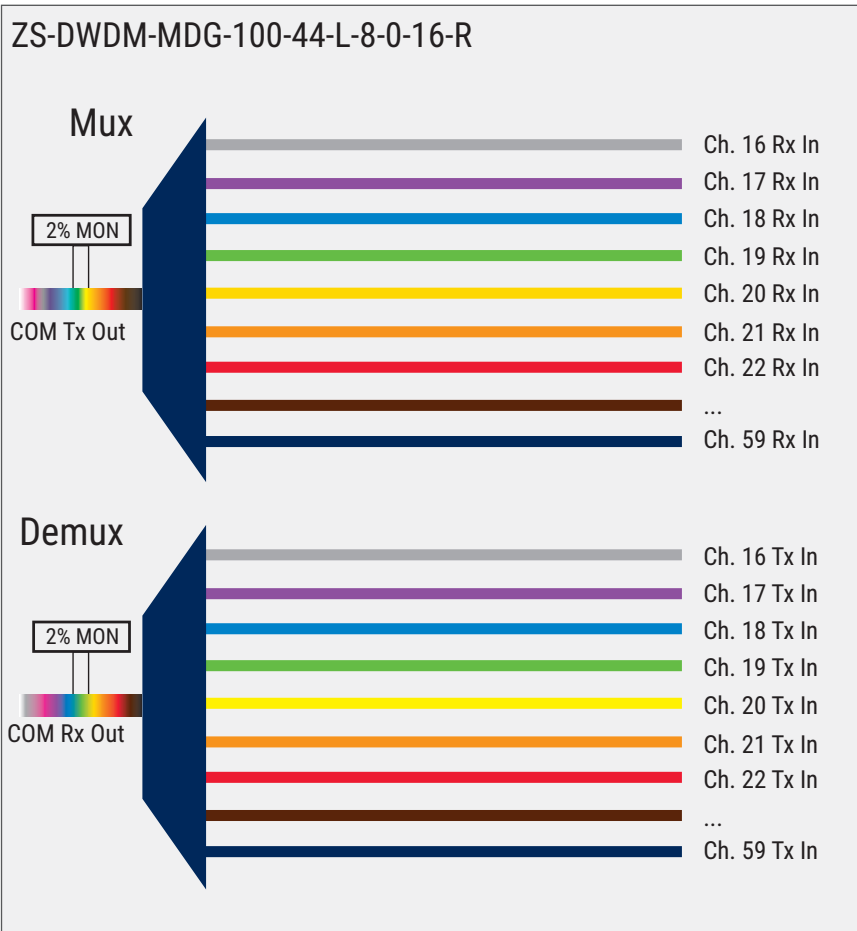 ZS-DWDM-MDG-100-44-L-8-0-16-R
Mux
2% MON
COM Tx Out
Ch. 16 Rx In
Ch. 17 Rx In
Ch. 18 Rx In
Ch. 19 Rx In
Ch. 20 Rx In
Ch. 21 Rx In
Ch. 22 Rx In
...
Ch. 59 Rx In
Demux
2% MON
COM Rx Out
Ch. 16 Tx In
Ch. 17 Tx In
Ch. 18 Tx In
Ch. 19 Tx In
Ch. 20 Tx In
Ch. 21 Tx In
Ch. 22 Tx In
...
Ch. 59 Tx In